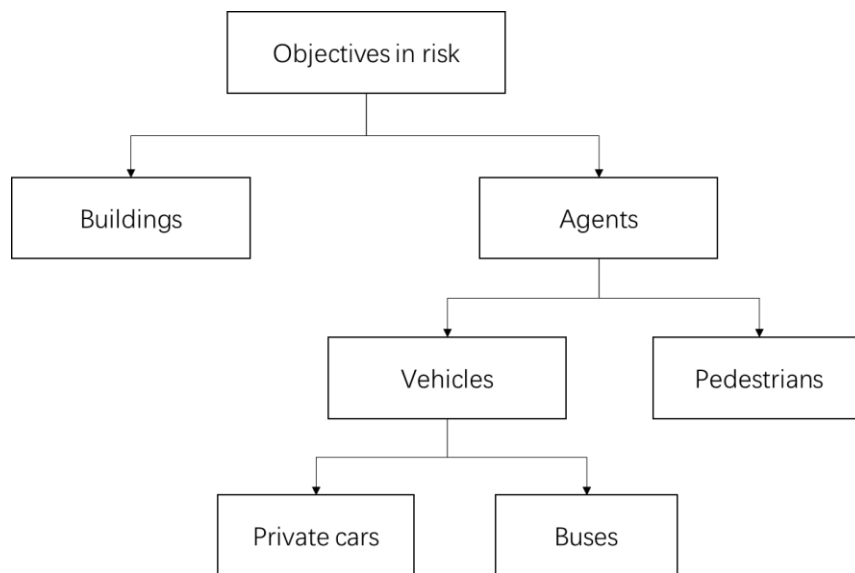 Objectives in risk
Buildings
Agents
Vehicles
Pedestrians
Private cars
Buses